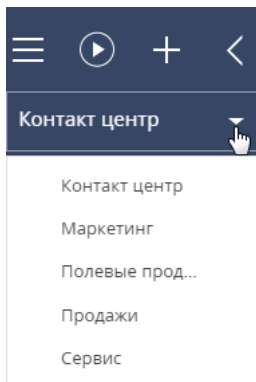 Контакт центр
Контакт центр
Маркетинг
Полевые прод...
Продажи
Сервис